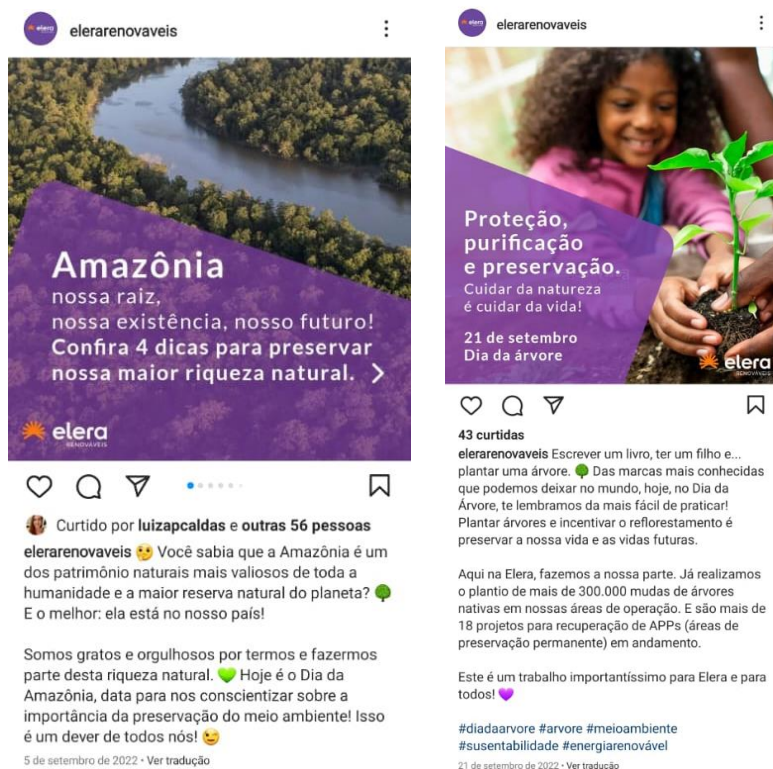 elera
elerarenovaveis
Amazônia
nossa raiz,
nossa existência, nosso futuro!
Confira 4 dicas para preservar
nossa maior riqueza natural.
elera
RENOVÁVEIS
Curtido por luizapcaldas e outras 56 pessoas
elerarenovaveis 🤔 Você sabia que a Amazônia é um
dos patrimônio naturais mais valiosos de toda a
humanidade e a maior reserva natural do planeta? 🌳
E o melhor: ela está no nosso país!
Somos gratos e orgulhosos por termos e fazermos
parte desta riqueza natural. 💚 Hoje é o Dia da
Amazônia, data para nos conscientizar sobre a
importância da preservação do meio ambiente! Isso
é um dever de todos nós! 😉
5 de setembro de 2022 • Ver tradução
elera
elerarenovaveis
Proteção,
purificação
e preservação.
Cuidar da natureza
é cuidar da vida!
21 de setembro
Dia da árvore
elera
RENOVÁVEIS
43 curtidas
elerarenovaveis Escrever um livro, ter um filho e...
plantar uma árvore. 🌳 Das marcas mais conhecidas
que podemos deixar no mundo, hoje, no Dia da
Árvore, te lembramos da mais fácil de praticar!
Plantar árvores e incentivar o reflorestamento é
preservar a nossa vida e as vidas futuras.
Aqui na Elera, fazemos a nossa parte. Já realizamos
o plantio de mais de 300.000 mudas de árvores
nativas em nossas áreas de operação. E são mais de
18 projetos para recuperação de APPs (áreas de
preservação permanente) em andamento.
Este é um trabalho importantíssimo para Elera e para
todos! 💜
#diadaarvore #arvore #meioambiente
#susentabilidade #energiarenovável
21 de setembro de 2022 • Ver tradução